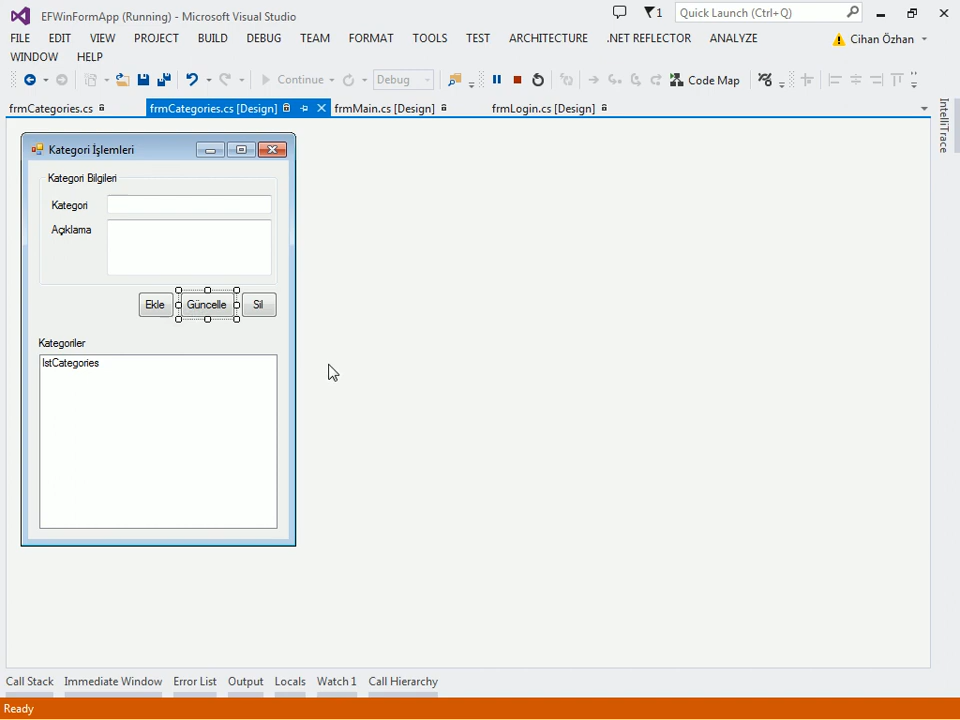 EFWinFormApp (Running) - Microsoft Visual Studio
1
Quick Launch (Ctrl+Q)
FILE EDIT VIEW PROJECT BUILD DEBUG TEAM FORMAT TOOLS TEST ARCHITECTURE .NET REFLECTOR ANALYZE
Cihan Özhan
WINDOW HELP
Continue
Debug
Code Map
frmCategories.cs
frmCategories.cs [Design]
frmMain.cs [Design]
frmLogin.cs [Design]
IntelliTrace
Kategori İşlemleri
Kategori Bilgileri
Kategori
Açıklama
Ekle
Güncelle
Sil
Kategoriler
lstCategories
Call Stack Immediate Window Error List Output Locals Watch 1 Call Hierarchy
Ready